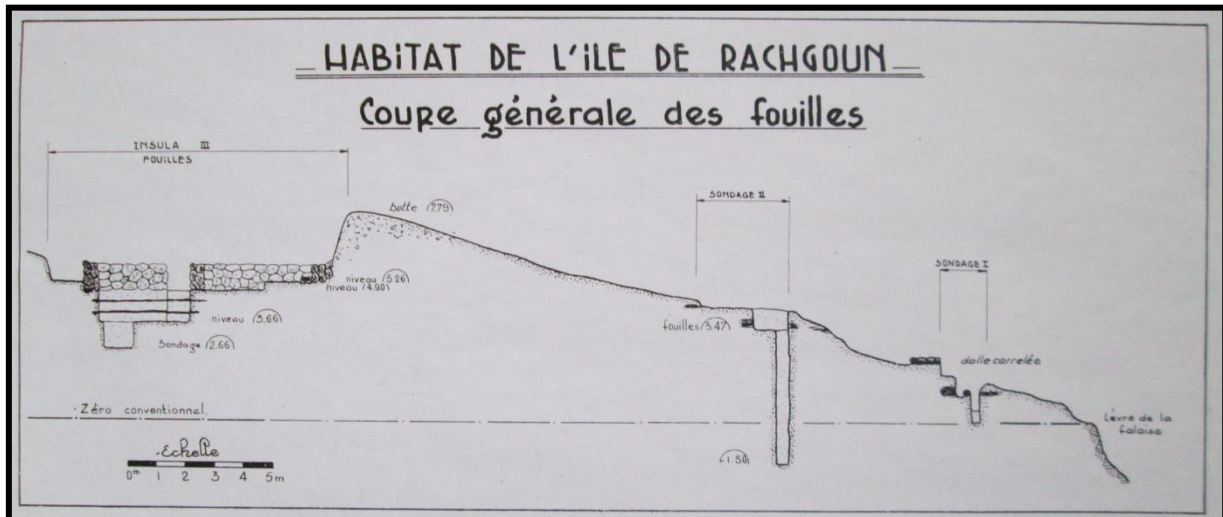 HABiTAT DE L'iLE DE RACHGOUN
Coupe générale des fouilles
INSULA III
FOUILLES
butte (7.79)
SONDAGE II
SONDAGE I
niveau (5.26)
niveau (4.90)
niveau (3.66)
Sondage (2.66)
fouilles (3.47)
dalle carrelée
Zéro conventionnel
Lèvre de la
falaise
Echelle
0m 1 2 3 4 5m
(-1.50)